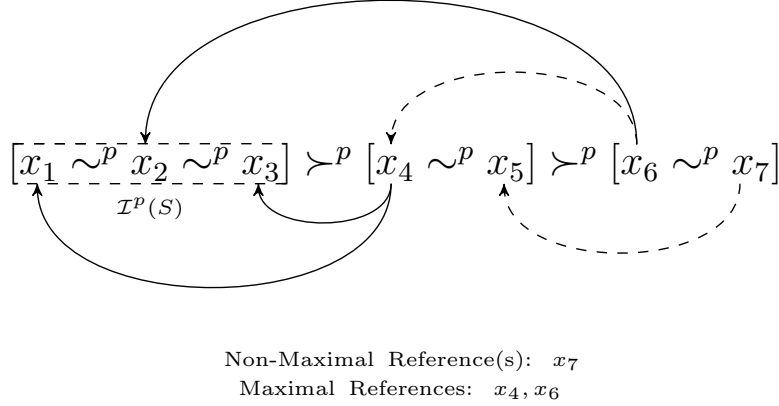 [x₁ ∼ᵖ x₂ ∼ᵖ x₃] ≻ᵖ [x₄ ∼ᵖ x₅] ≻ᵖ [x₆ ∼ᵖ x₇]
ℐᵖ(S)
Non-Maximal Reference(s): x₇
Maximal References: x₄, x₆